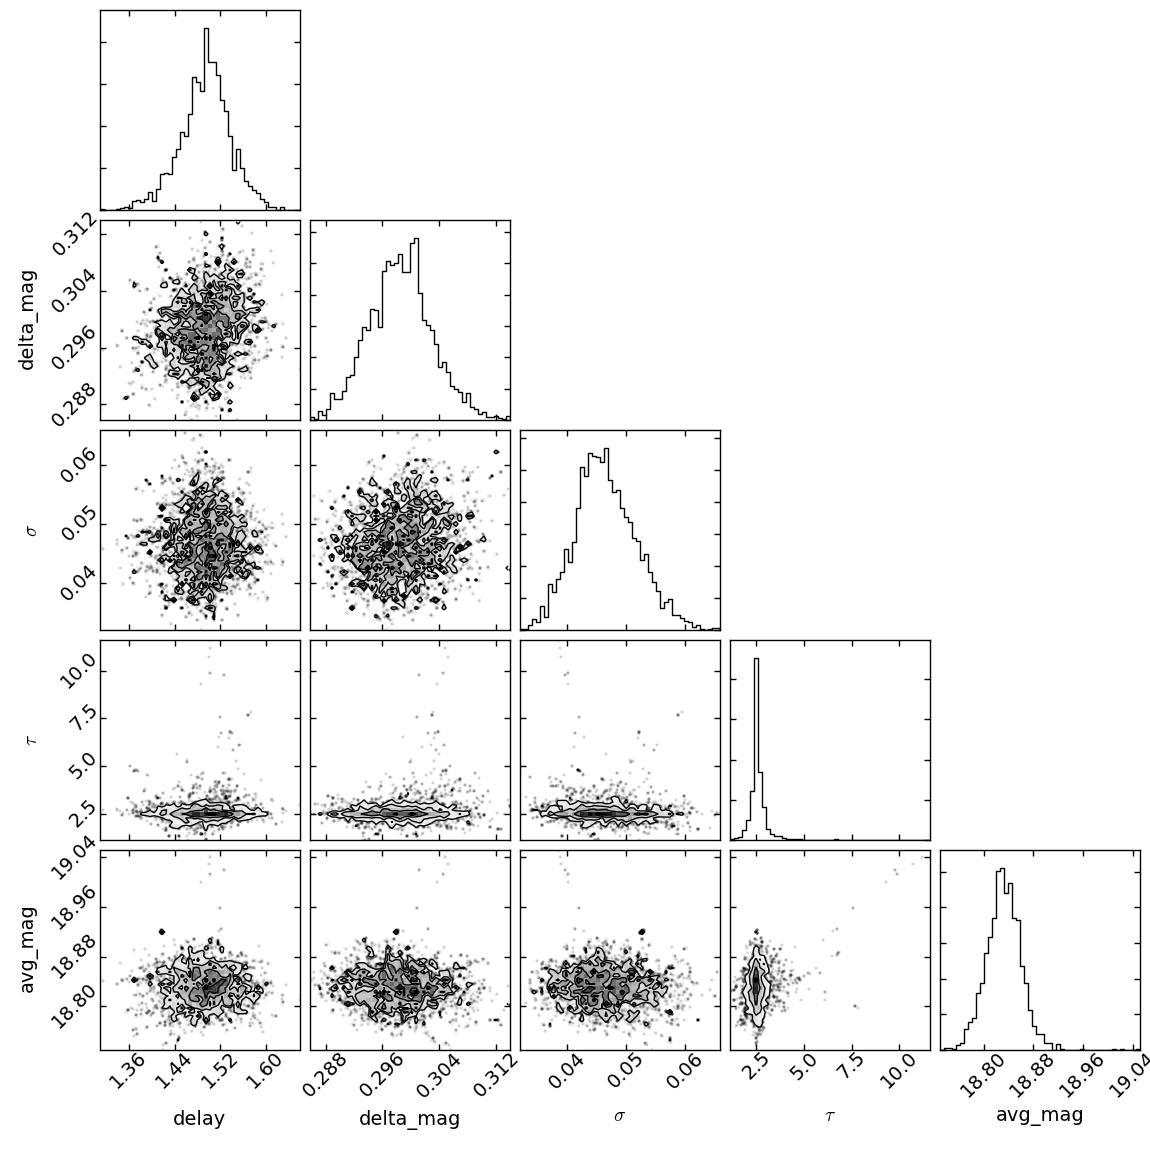 0.312
0.304
0.296
0.288
delta_mag
0.06
0.05
0.04
σ
10.0
7.5
5.0
2.5
τ
19.04
18.96
18.88
18.80
avg_mag
1.36 1.44 1.52 1.60
0.288 0.296 0.304 0.312
0.04 0.05 0.06
2.5 5.0 7.5 10.0
18.80 18.88 18.96 19.04
delay delta_mag σ τ avg_mag